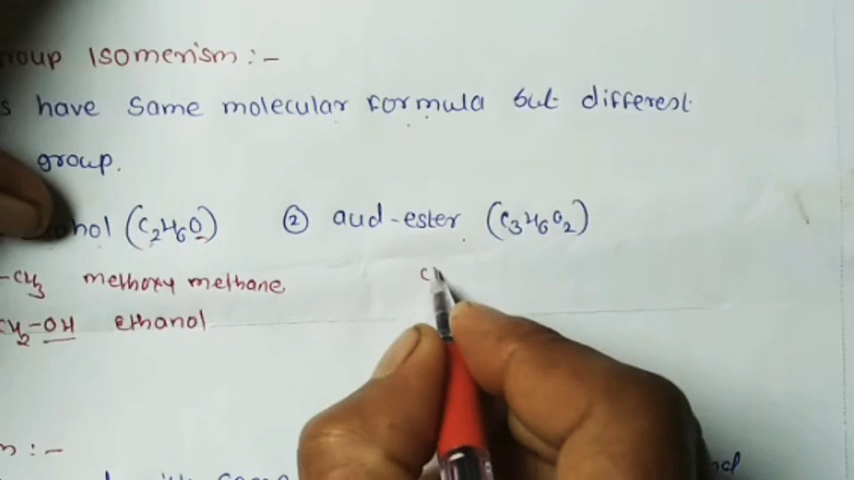 roup Isomerism :-
s have same molecular formula but different
group.
ohol (C2H6O) ② acid-ester (C3H6O2)
-CH3 methoxy methane
CH2-OH ethanol
:-